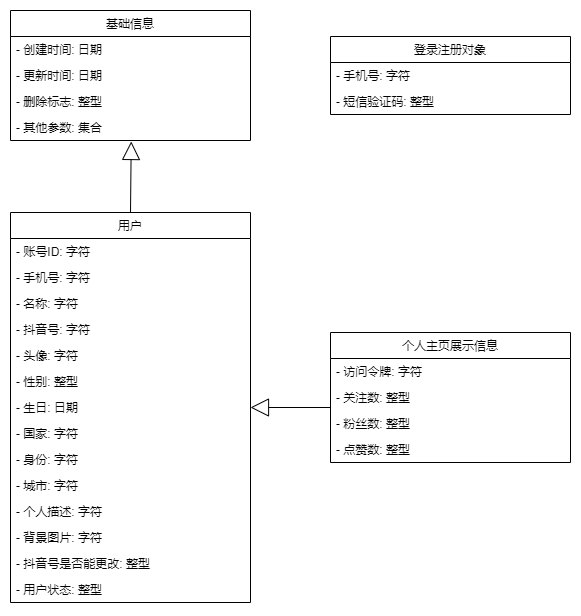 基础信息
- 创建时间: 日期
- 更新时间: 日期
- 删除标志: 整型
- 其他参数: 集合
登录注册对象
- 手机号: 字符
- 短信验证码: 整型
用户
- 账号ID: 字符
- 手机号: 字符
- 名称: 字符
- 抖音号: 字符
- 头像: 字符
- 性别: 整型
- 生日: 日期
- 国家: 字符
- 身份: 字符
- 城市: 字符
- 个人描述: 字符
- 背景图片: 字符
- 抖音号是否能更改: 整型
- 用户状态: 整型
个人主页展示信息
- 访问令牌: 字符
- 关注数: 整型
- 粉丝数: 整型
- 点赞数: 整型